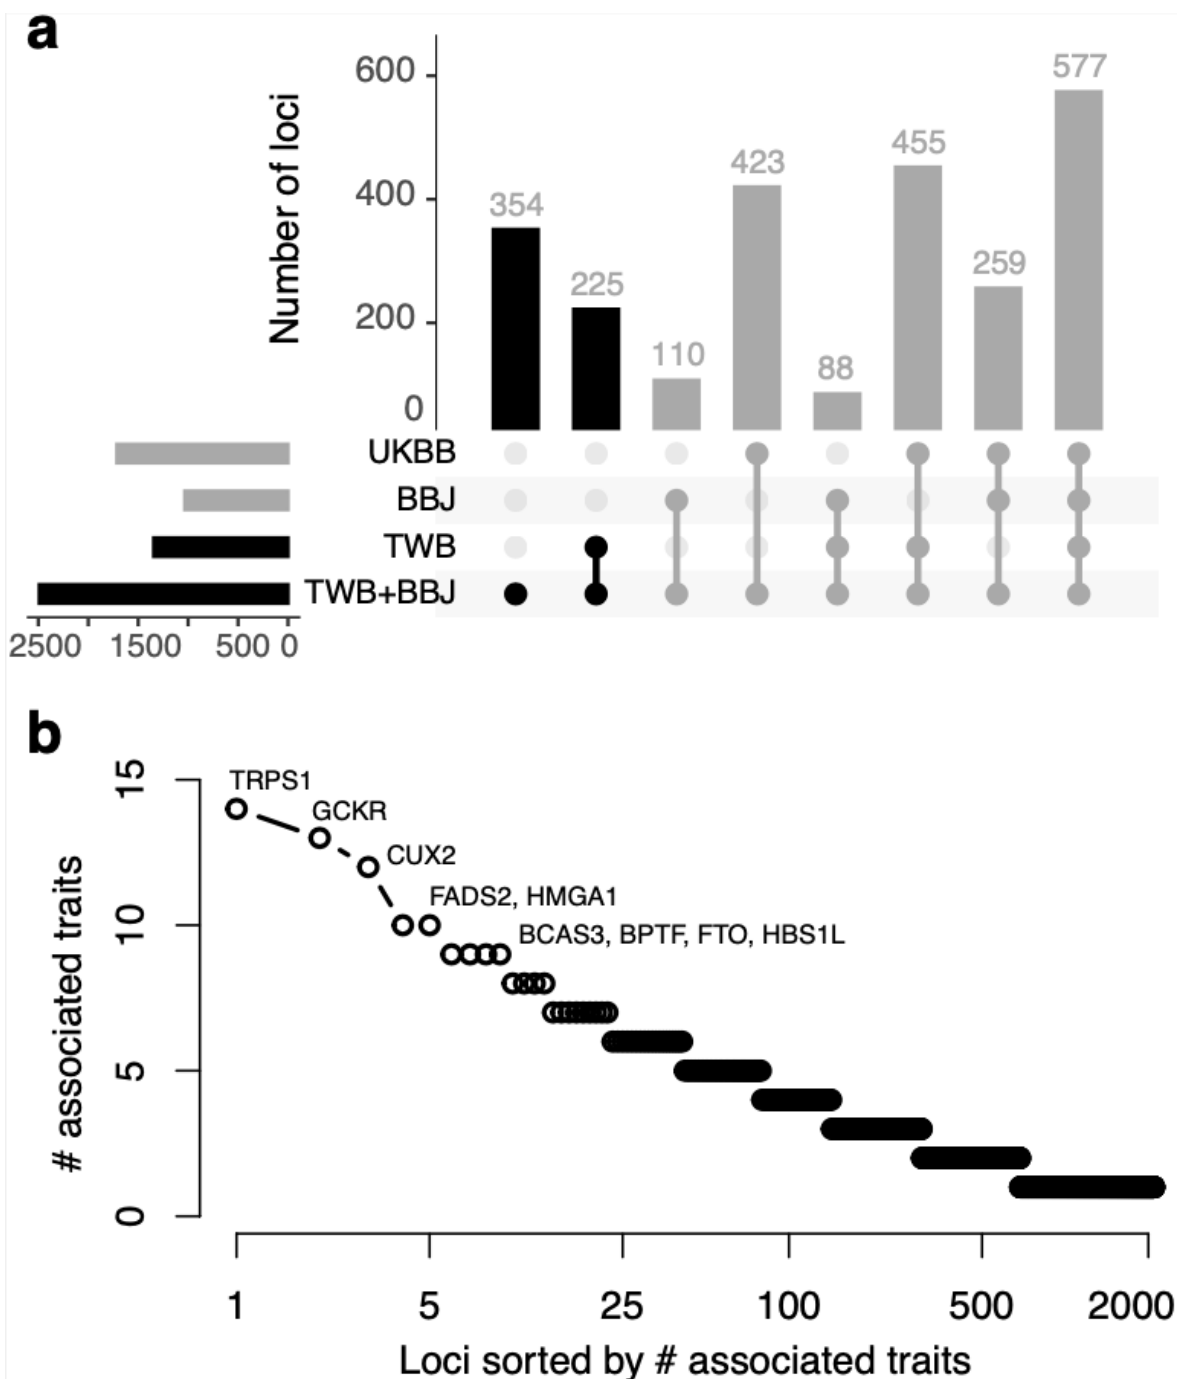 a
Number of loci
600
400
200
0
354
225
110
423
88
455
259
577
UKBB
BBJ
TWB
TWB+BBJ
2500 1500 500 0
b
# associated traits
15
10
5
0
TRPS1
GCKR
CUX2
FADS2, HMGA1
BCAS3, BPTF, FTO, HBS1L
1 5 25 100 500 2000
Loci sorted by # associated traits